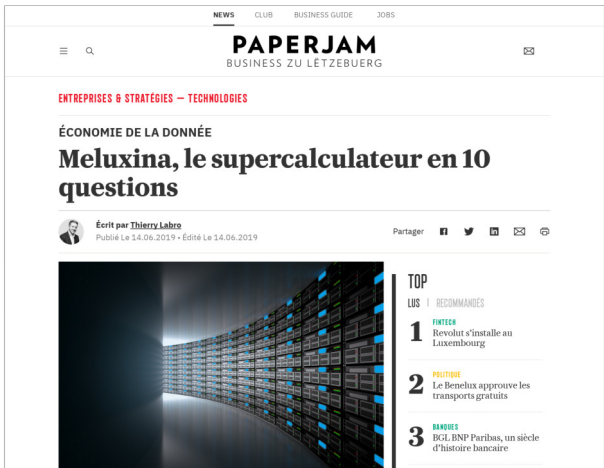 NEWS CLUB BUSINESS GUIDE JOBS
PAPERJAM
BUSINESS ZU LËTZEBUERG
ENTREPRISES & STRATÉGIES — TECHNOLOGIES
ÉCONOMIE DE LA DONNÉE
Meluxina, le supercalculateur en 10
questions
Écrit par Thierry Labro
Publié Le 14.06.2019 • Édité Le 14.06.2019
Partager
TOP
LUS | RECOMMANDÉS
1 FINTECH
Revolut s'installe au
Luxembourg
2 POLITIQUE
Le Benelux approuve les
transports gratuits
3 BANQUES
BGL BNP Paribas, un siècle
d'histoire bancaire